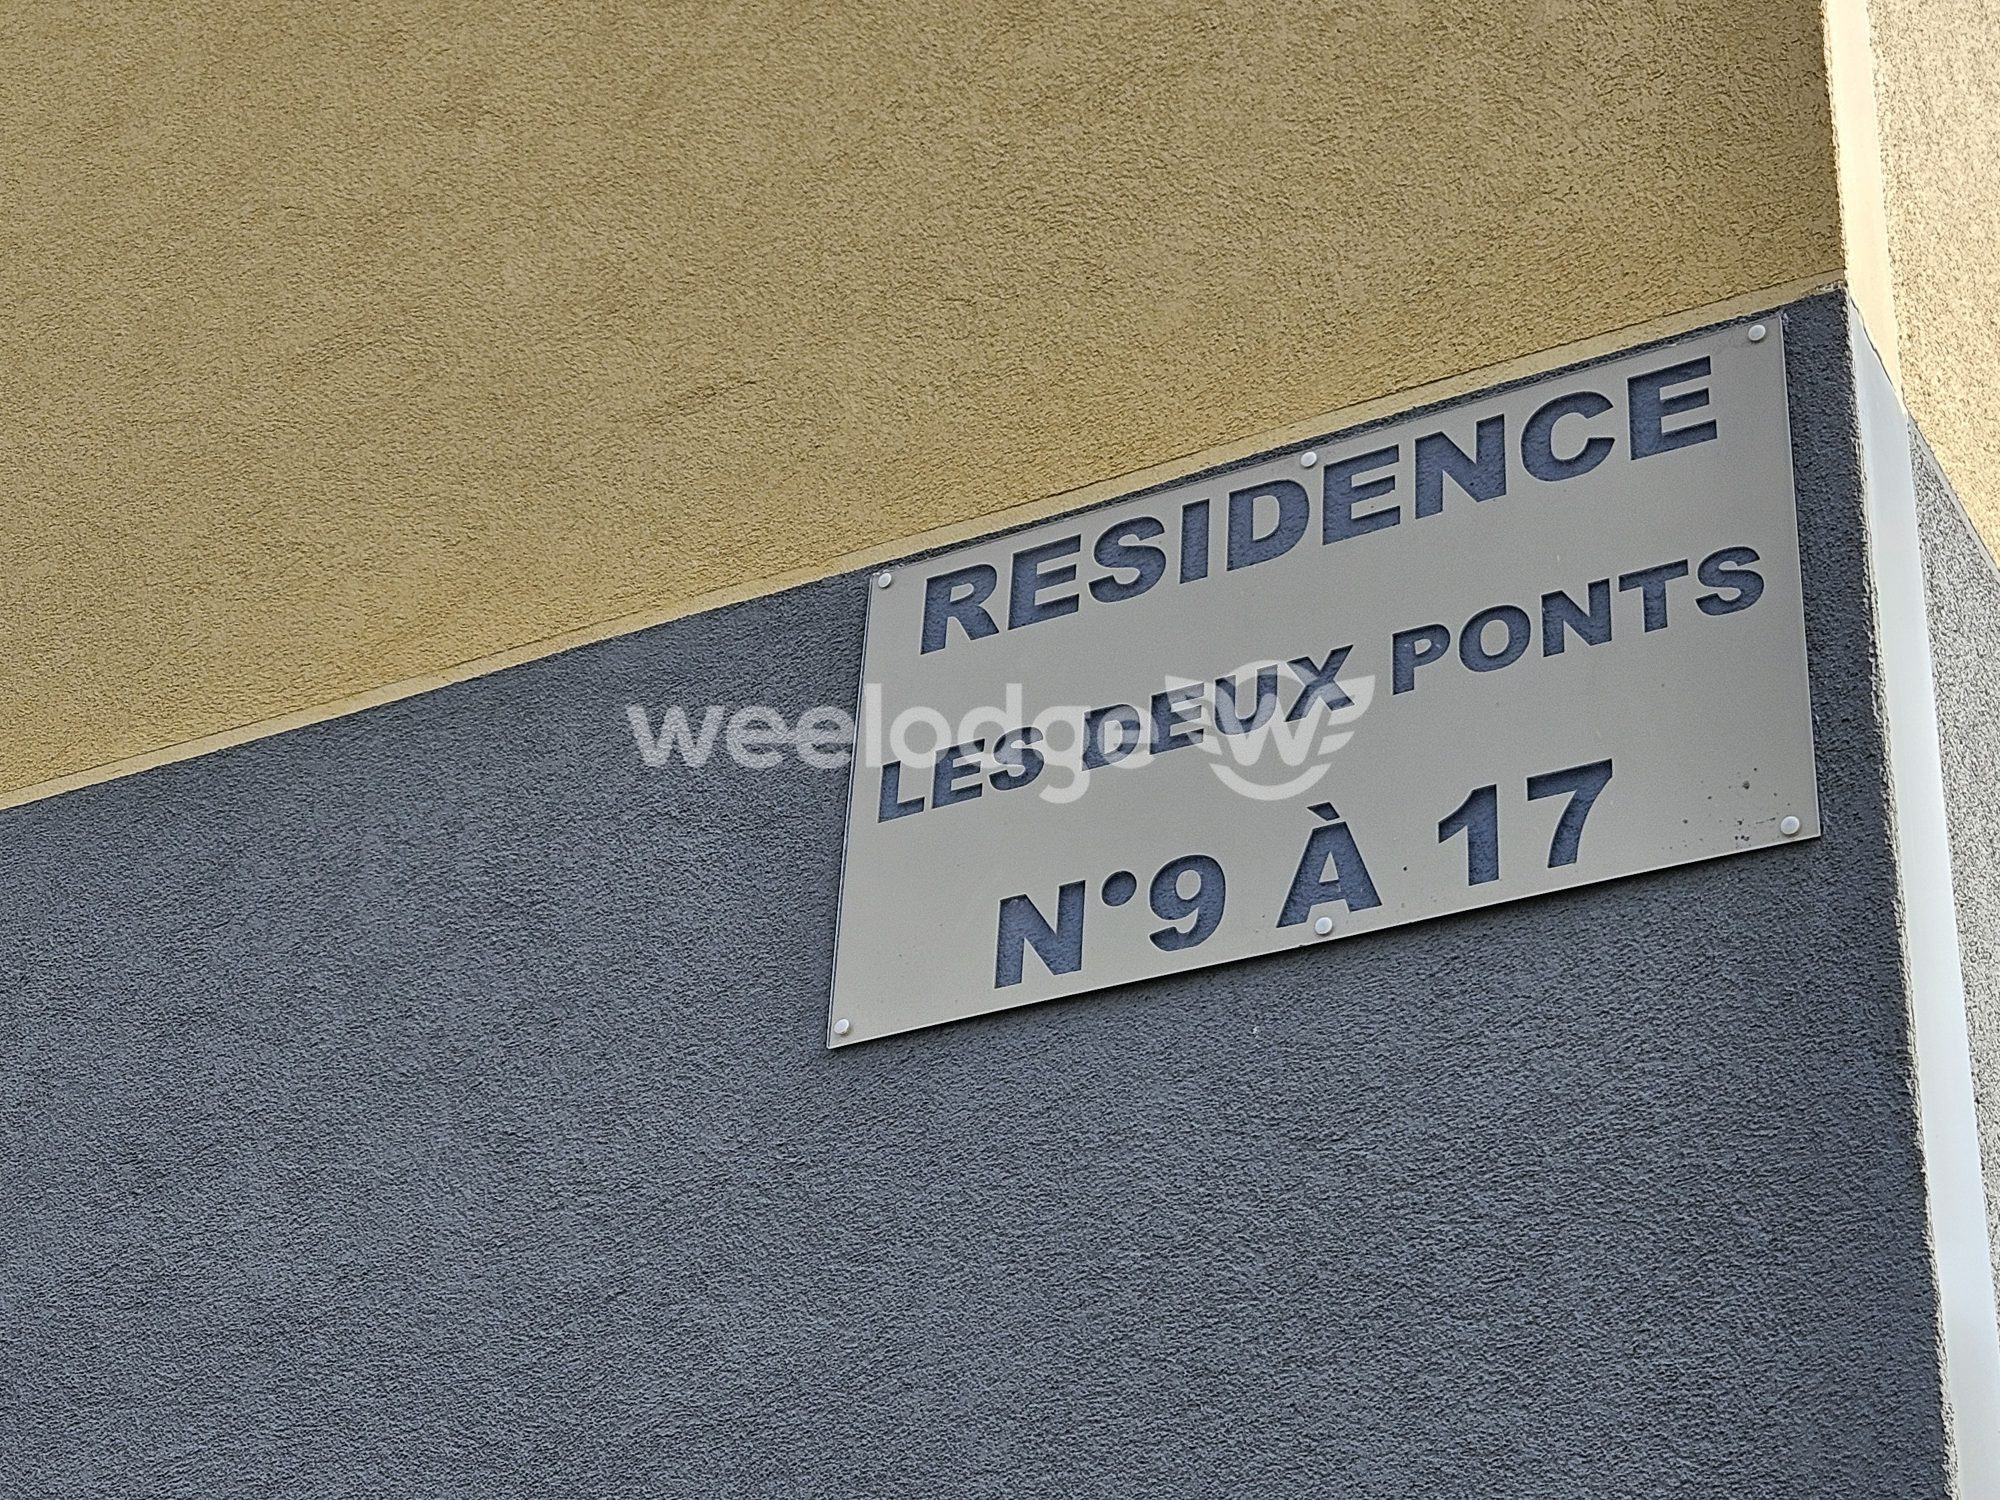 RESIDENCE
LES DEUX PONTS
N°9 À 17
weelodge W